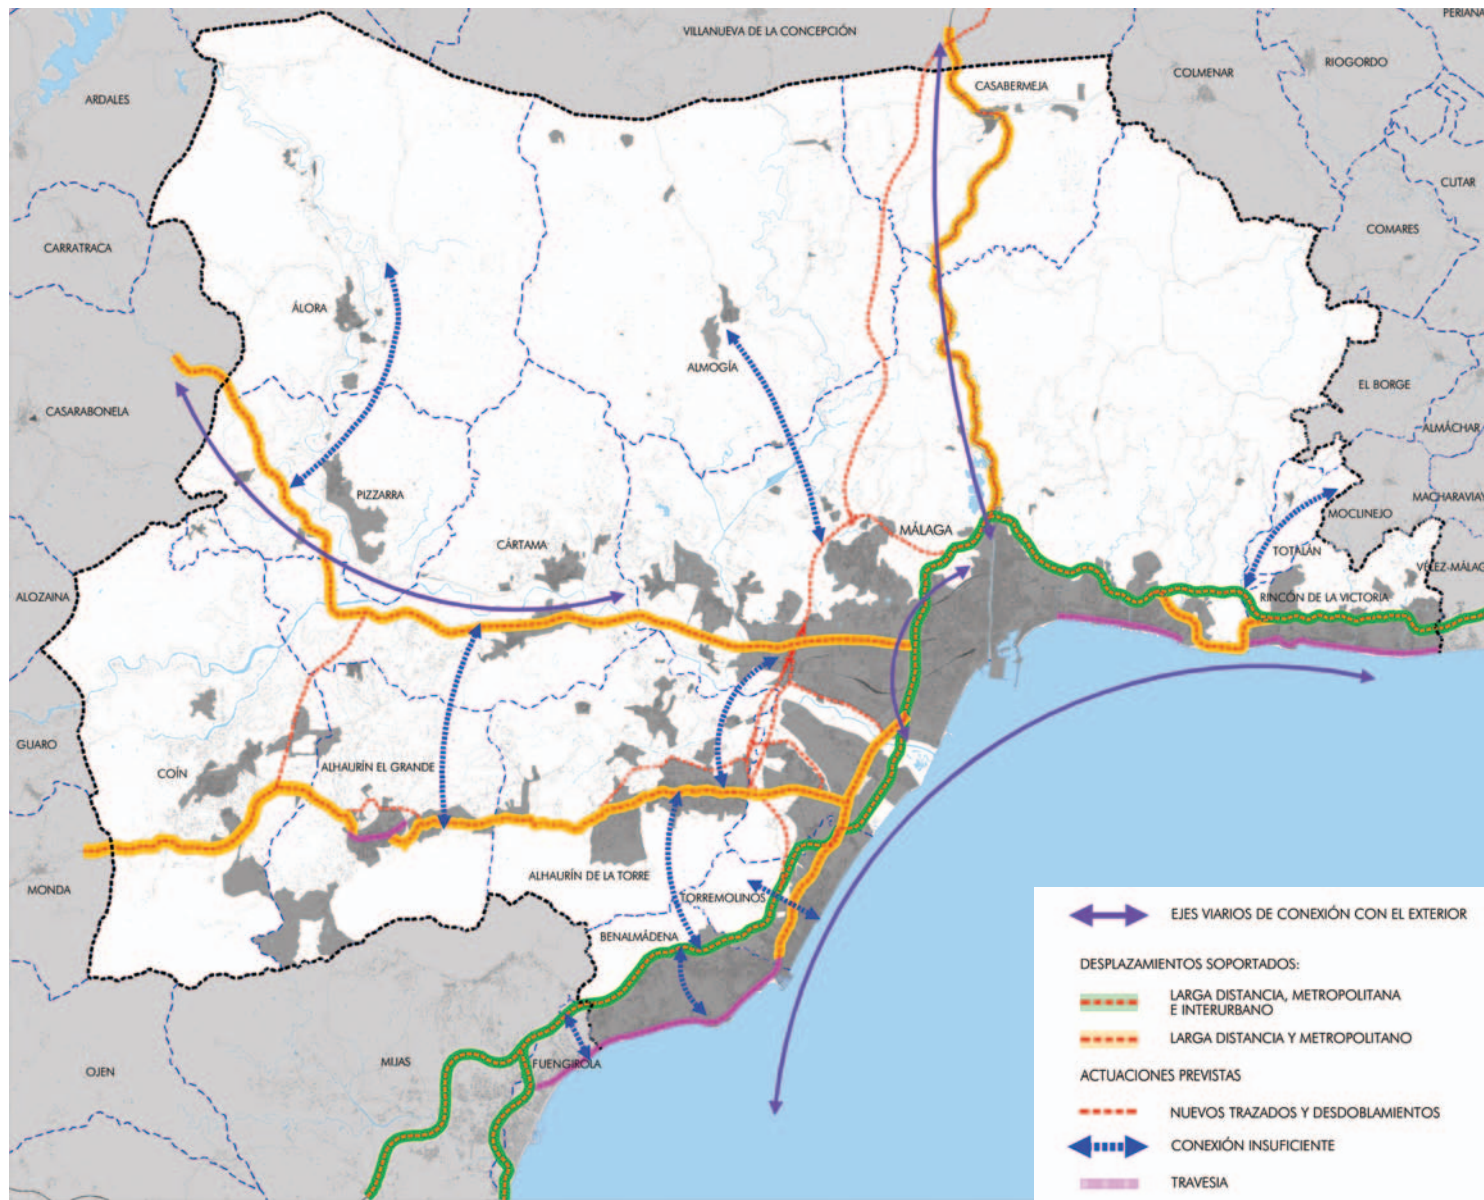 VILLANUEVA DE LA CONCEPCIÓN
PERIANA
RIOGORDO
COLMENAR
CASABERMEJA
ARDALES
CUTAR
COMARES
CARRATRACA
ÁLORA
ALMOGÍA
EL BORGE
CASARABONELA
ALMÁCHAR
PIZZARRA
MACHARAVIAY
MOCLINEJO
MÁLAGA
CÁRTAMA
TOTALÁN
VÉLEZ-MÁLAG
ALOZAINA
RINCÓN DE LA VICTORIA
GUARO
COÍN
ALHAURÍN EL GRANDE
ALHAURÍN DE LA TORRE
MONDA
TORREMOLINOS
BENALMÁDENA
MIJAS
FUENGIROLA
OJEN
EJES VIARIOS DE CONEXIÓN CON EL EXTERIOR
DESPLAZAMIENTOS SOPORTADOS:
LARGA DISTANCIA, METROPOLITANA
E INTERURBANO
LARGA DISTANCIA Y METROPOLITANO
ACTUACIONES PREVISTAS
NUEVOS TRAZADOS Y DESDOBLAMIENTOS
CONEXIÓN INSUFICIENTE
TRAVESIA